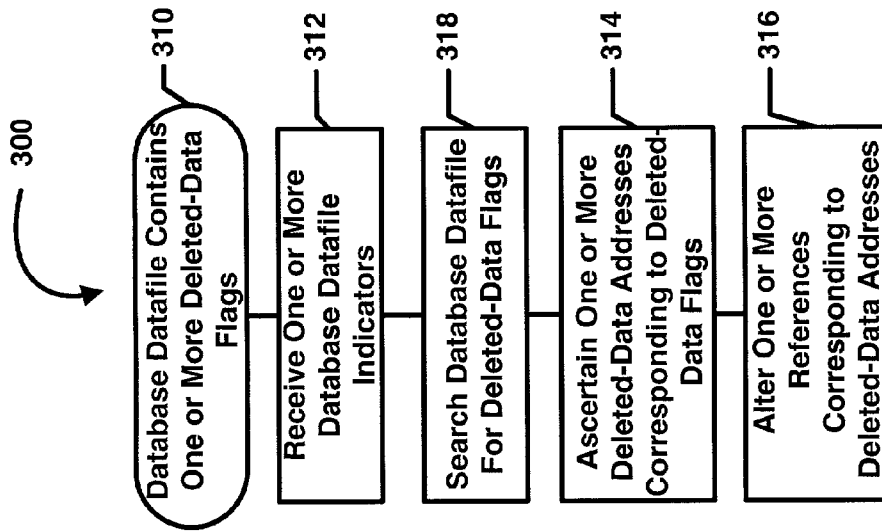 300
310
Database Datafile Contains
One or More Deleted-Data
Flags
312
Receive One or More
Database Datafile
Indicators
318
Search Database Datafile
For Deleted-Data Flags
314
Ascertain One or More
Deleted-Data Addresses
Corresponding to Deleted-
Data Flags
316
Alter One or More
References
Corresponding to
Deleted-Data Addresses